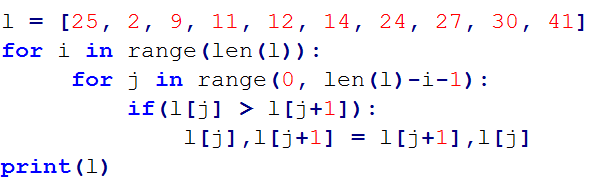 l = [25, 2, 9, 11, 12, 14, 24, 27, 30, 41]
for i in range(len(l)):
    for j in range(0, len(l)-i-1):
        if(l[j] > l[j+1]):
            l[j],l[j+1] = l[j+1],l[j]
print(l)